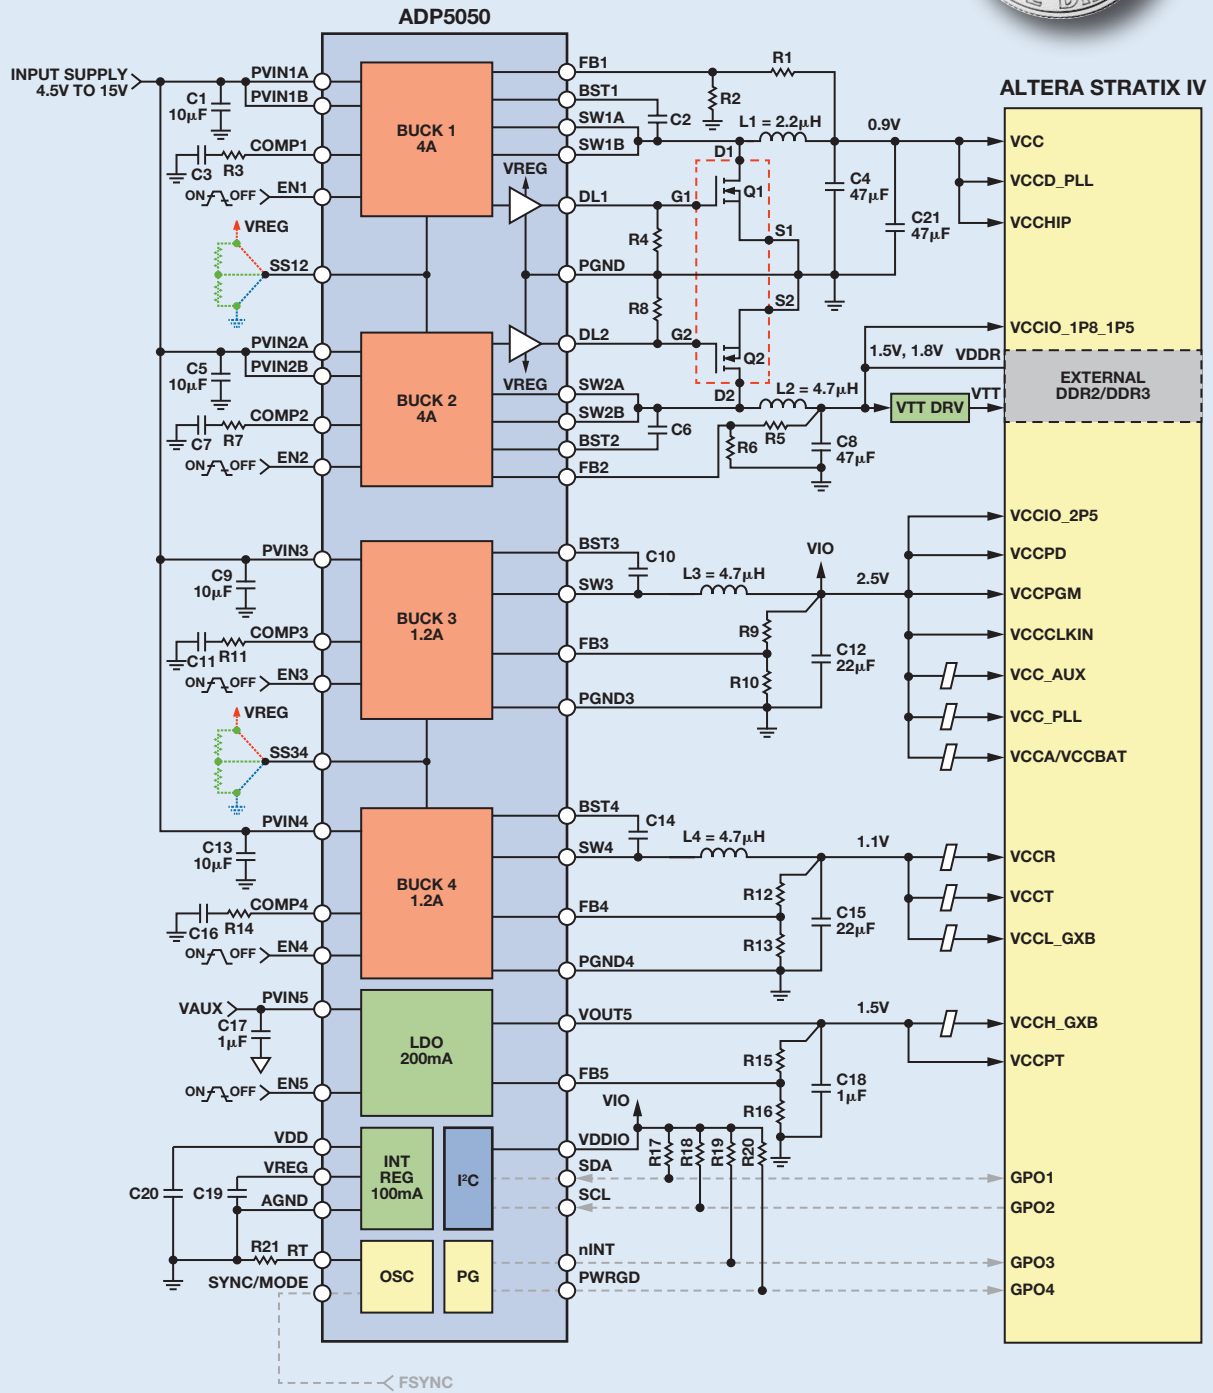 ADP5050
ALTERA STRATIX IV
INPUT SUPPLY
4.5V TO 15V
PVIN1A
PVIN1B
C1
10µF
COMP1
C3
R3
ON OFF
EN1
VREG
SS12
BUCK 1
4A
VREG
FB1
BST1
SW1A
SW1B
DL1
PGND
R1
R2
C2
L1 = 2.2µH
0.9V
D1
G1
Q1
S1
R4
R8
C4
47µF
C21
47µF
VCC
VCCD_PLL
VCCHIP
PVIN2A
PVIN2B
C5
10µF
COMP2
C7
R7
ON OFF
EN2
BUCK 2
4A
VREG
DL2
SW2A
SW2B
BST2
FB2
G2
S2
Q2
D2
L2 = 4.7µH
C6
R5
R6
C8
47µF
1.5V, 1.8V
VCCIO_1P8_1P5
VDDR
VTT DRV
VTT
EXTERNAL
DDR2/DDR3
PVIN3
C9
10µF
COMP3
C11
R11
ON OFF
EN3
VREG
SS34
BUCK 3
1.2A
BST3
SW3
FB3
PGND3
C10
L3 = 4.7µH
VIO
2.5V
R9
R10
C12
22µF
VCCIO_2P5
VCCPD
VCCPGM
VCCCLKIN
VCC_AUX
VCC_PLL
VCCA/VCCBAT
PVIN4
C13
10µF
COMP4
C16
R14
ON OFF
EN4
BUCK 4
1.2A
BST4
SW4
FB4
PGND4
C14
L4 = 4.7µH
1.1V
R12
R13
C15
22µF
VCCR
VCCT
VCCL_GXB
VAUX
PVIN5
C17
1µF
ON OFF
EN5
LDO
200mA
VOUT5
FB5
1.5V
R15
R16
C18
1µF
VCCH_GXB
VCCPT
VDD
VREG
AGND
C20
C19
R21
RT
SYNC/MODE
INT
REG
100mA
I²C
OSC
PG
VIO
VDDIO
SDA
SCL
nINT
PWRGD
R17
R18
R19
R20
GPO1
GPO2
GPO3
GPO4
FSYNC